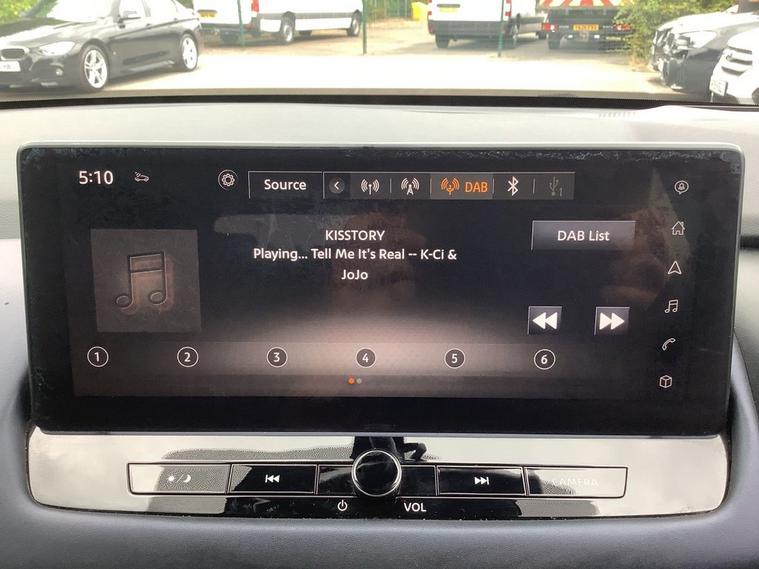 5:10
Source
DAB
1
KISSTORY
Playing... Tell Me It's Real -- K-Ci &
JoJo
DAB List
1
2
3
4
5
6
CAMERA
VOL